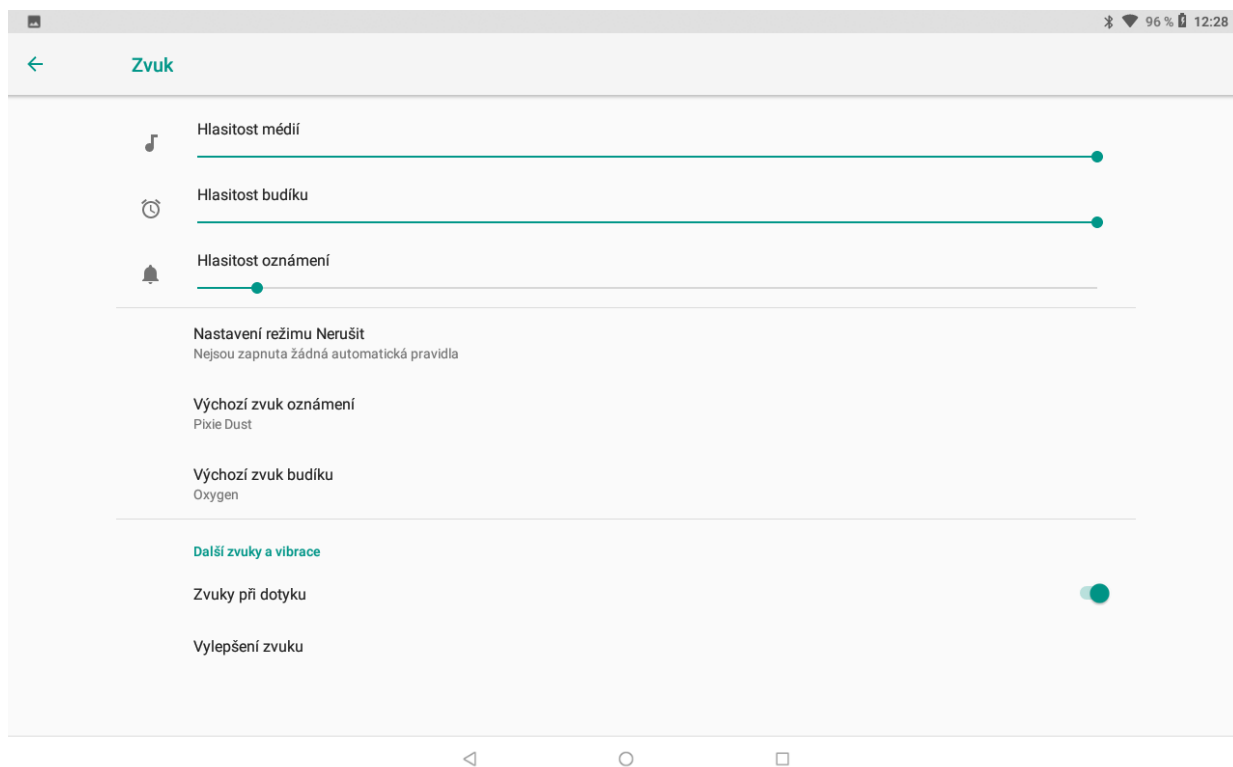 96 % 12:28
Zvuk
Hlasitost médií
Hlasitost budíku
Hlasitost oznámení
Nastavení režimu Nerušit
Nejsou zapnuta žádná automatická pravidla
Výchozí zvuk oznámení
Pixie Dust
Výchozí zvuk budíku
Oxygen
Další zvuky a vibrace
Zvuky při dotyku
Vylepšení zvuku